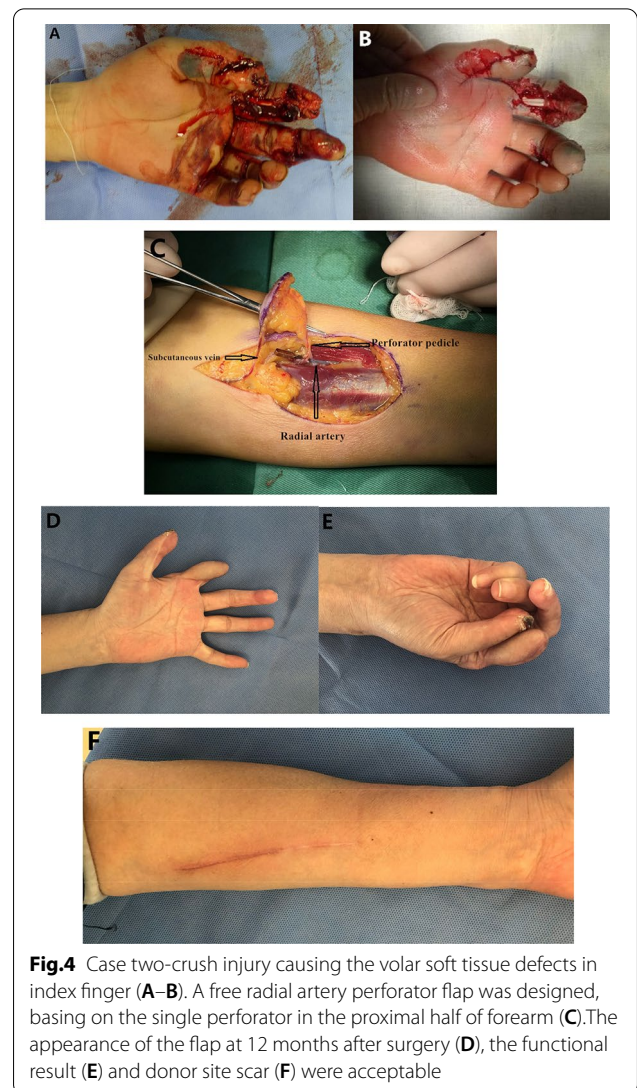 A
B
C
Subcutaneous vein
Perforator pedicle
Radial artery
D
E
F
Fig.4 Case two-crush injury causing the volar soft tissue defects in
index finger (A–B). A free radial artery perforator flap was designed,
basing on the single perforator in the proximal half of forearm (C).The
appearance of the flap at 12 months after surgery (D), the functional
result (E) and donor site scar (F) were acceptable